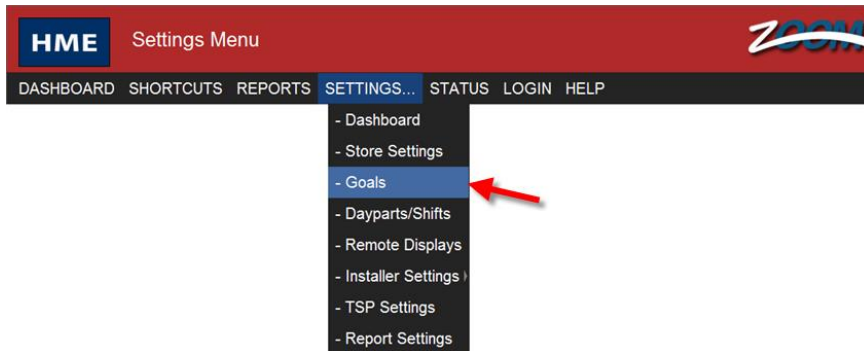 HME Settings Menu ZOOM
DASHBOARD SHORTCUTS REPORTS SETTINGS... STATUS LOGIN HELP
- Dashboard
- Store Settings
- Goals
- Dayparts/Shifts
- Remote Displays
- Installer Settings
- TSP Settings
- Report Settings